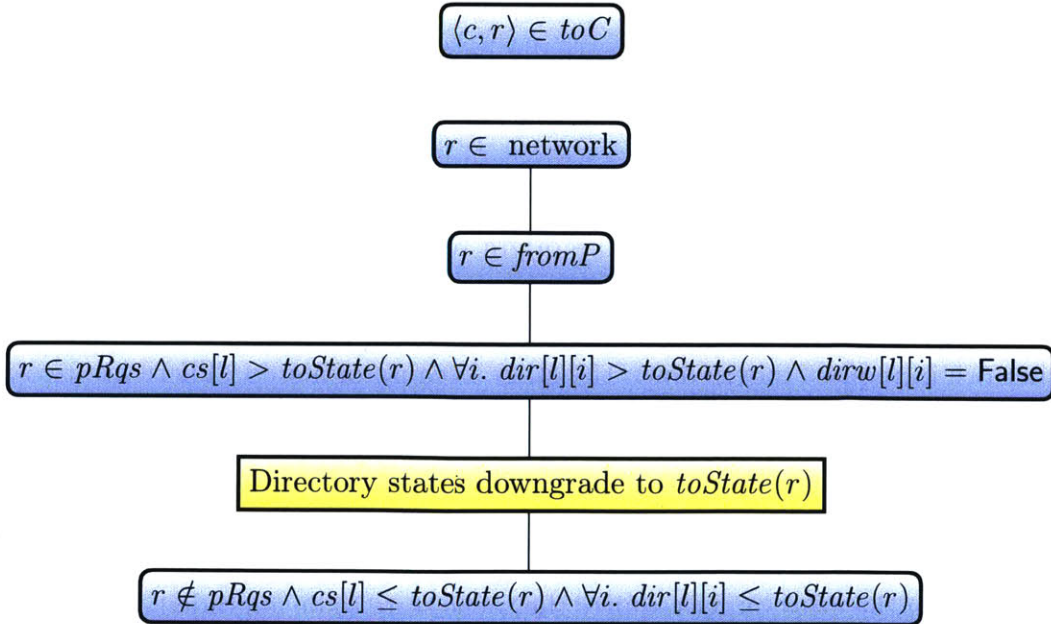 ⟨c, r⟩ ∈ toC
r ∈ network
r ∈ fromP
r ∈ pRqs ∧ cs[l] > toState(r) ∧ ∀i. dir[l][i] > toState(r) ∧ dirw[l][i] = False
Directory states downgrade to toState(r)
r ∉ pRqs ∧ cs[l] ≤ toState(r) ∧ ∀i. dir[l][i] ≤ toState(r)